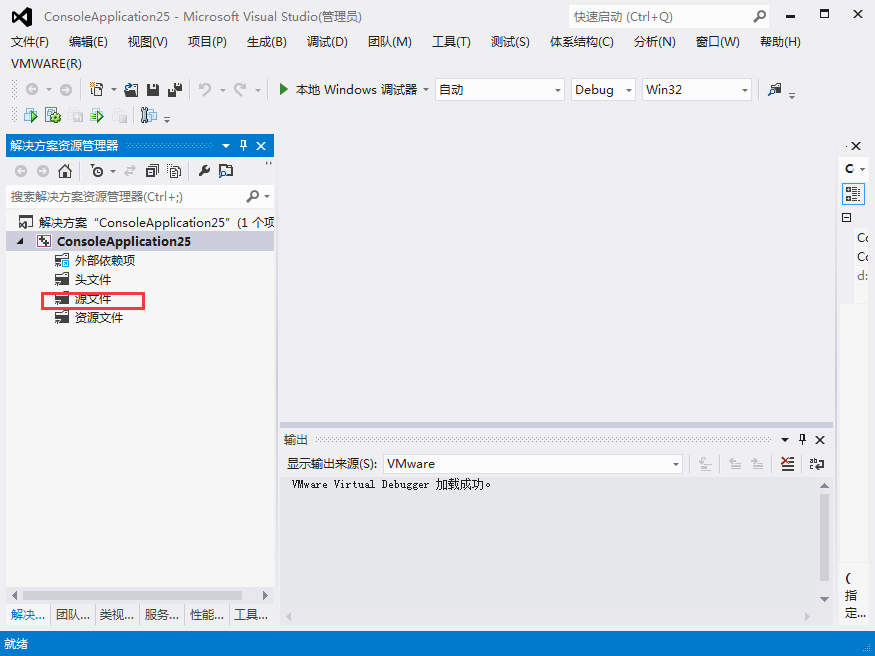 ConsoleApplication25 - Microsoft Visual Studio(管理员)
快速启动 (Ctrl+Q)
文件(F) 编辑(E) 视图(V) 项目(P) 生成(B) 调试(D) 团队(M) 工具(T) 测试(S) 体系结构(C) 分析(N) 窗口(W) 帮助(H)
VMWARE(R)
本地 Windows 调试器 自动 Debug Win32
解决方案资源管理器
搜索解决方案资源管理器(Ctrl+;)
解决方案 “ConsoleApplication25” (1 个项
ConsoleApplication25
外部依赖项
头文件
源文件
资源文件
解决... 团队... 类视... 服务... 性能... 工具...
输出
显示输出来源(S): VMware
VMware Virtual Debugger 加载成功。
C
Co
Co
d:
(
指
定...
就绪